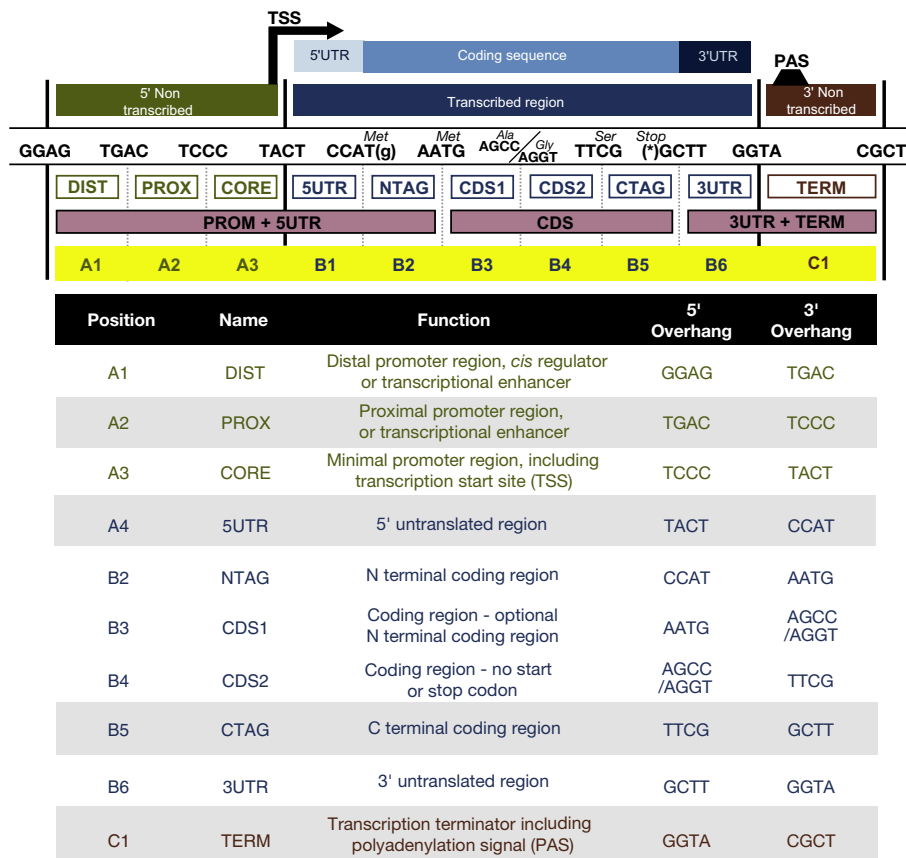 TSS
5'UTR Coding sequence 3'UTR
PAS
5' Non
transcribed
Transcribed region
3' Non
transcribed
Met Met Ala Gly Ser Stop
GGAG TGAC TCCC TACT CCAT(g) AATG AGCC/AGGT TTCG (*)GCTT GGTA CGCT
DIST PROX CORE 5UTR NTAG CDS1 CDS2 CTAG 3UTR TERM
PROM + 5UTR CDS 3UTR + TERM
A1 A2 A3 B1 B2 B3 B4 B5 B6 C1
Position Name Function 5' Overhang 3' Overhang
A1 DIST Distal promoter region, cis regulator
or transcriptional enhancer GGAG TGAC
A2 PROX Proximal promoter region,
or transcriptional enhancer TGAC TCCC
A3 CORE Minimal promoter region, including
transcription start site (TSS) TCCC TACT
A4 5UTR 5' untranslated region TACT CCAT
B2 NTAG N terminal coding region CCAT AATG
B3 CDS1 Coding region - optional
N terminal coding region AATG AGCC
/AGGT
B4 CDS2 Coding region - no start
or stop codon AGCC
/AGGT TTCG
B5 CTAG C terminal coding region TTCG GCTT
B6 3UTR 3' untranslated region GCTT GGTA
C1 TERM Transcription terminator including
polyadenylation signal (PAS) GGTA CGCT